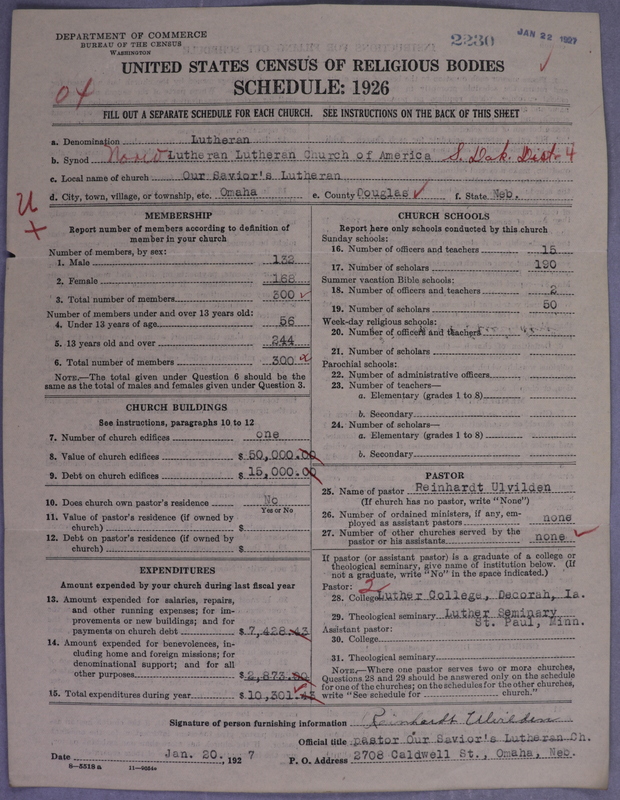 DEPARTMENT OF COMMERCE
BUREAU OF THE CENSUS
WASHINGTON
2230
JAN 22 1927
UNITED STATES CENSUS OF RELIGIOUS BODIES
SCHEDULE: 1926
04
FILL OUT A SEPARATE SCHEDULE FOR EACH CHURCH. SEE INSTRUCTIONS ON THE BACK OF THIS SHEET
a. Denomination Lutheran
b. Synod Norw Lutheran Lutheran Church of America S. Dak. Dist. 4
c. Local name of church Our Savior's Lutheran
d. City, town, village, or township, etc. Omaha e. County Douglas f. State Neb.
U
MEMBERSHIP
Report number of members according to definition of
member in your church
Number of members, by sex:
1. Male 132
2. Female 168
3. Total number of members 300
Number of members under and over 13 years old:
4. Under 13 years of age 56
5. 13 years old and over 244
6. Total number of members 300
NOTE.—The total given under Question 6 should be the
same as the total of males and females given under Question 3.
CHURCH BUILDINGS
See instructions, paragraphs 10 to 12
7. Number of church edifices one
8. Value of church edifices $ 50,000.00
9. Debt on church edifices $ 15,000.00
10. Does church own pastor's residence No
Yes or No
11. Value of pastor's residence (if owned by
church) $
12. Debt on pastor's residence (if owned by
church) $
EXPENDITURES
Amount expended by your church during last fiscal year
13. Amount expended for salaries, repairs,
and other running expenses; for im-
provements or new buildings; and for
payments on church debt $ 7,428.43
14. Amount expended for benevolences, in-
cluding home and foreign missions; for
denominational support; and for all
other purposes $ 2,873.00
15. Total expenditures during year $ 10,301.43
CHURCH SCHOOLS
Report here only schools conducted by this church
Sunday schools:
16. Number of officers and teachers 15
17. Number of scholars 190
Summer vacation Bible schools:
18. Number of officers and teachers 2
19. Number of scholars 50
Week-day religious schools:
20. Number of officers and teachers
21. Number of scholars
Parochial schools:
22. Number of administrative officers
23. Number of teachers—
a. Elementary (grades 1 to 8)
b. Secondary
24. Number of scholars—
a. Elementary (grades 1 to 8)
b. Secondary
PASTOR
25. Name of pastor Reinhardt Ulvilden
(If church has no pastor, write "None")
26. Number of ordained ministers, if any, em-
ployed as assistant pastors none
27. Number of other churches served by the
pastor or his assistants none
If pastor (or assistant pastor) is a graduate of a college or
theological seminary, give name of institution below. (If
not a graduate, write "No" in the space indicated.)
Pastor: 2
28. College Luther College, Decorah, Ia.
29. Theological seminary Luther Seminary
St. Paul, Minn.
Assistant pastor:
30. College
31. Theological seminary
NOTE.—Where one pastor serves two or more churches,
Questions 28 and 29 should be answered only on the schedule
for one of the churches; on the schedules for the other churches,
write "See schedule for church."
Signature of person furnishing information Reinhardt Ulvilden
Official title pastor Our Savior's Lutheran Ch.
Date Jan. 20. 1927 P. O. Address 2708 Caldwell St., Omaha, Neb.
8—5518 a 11—9554